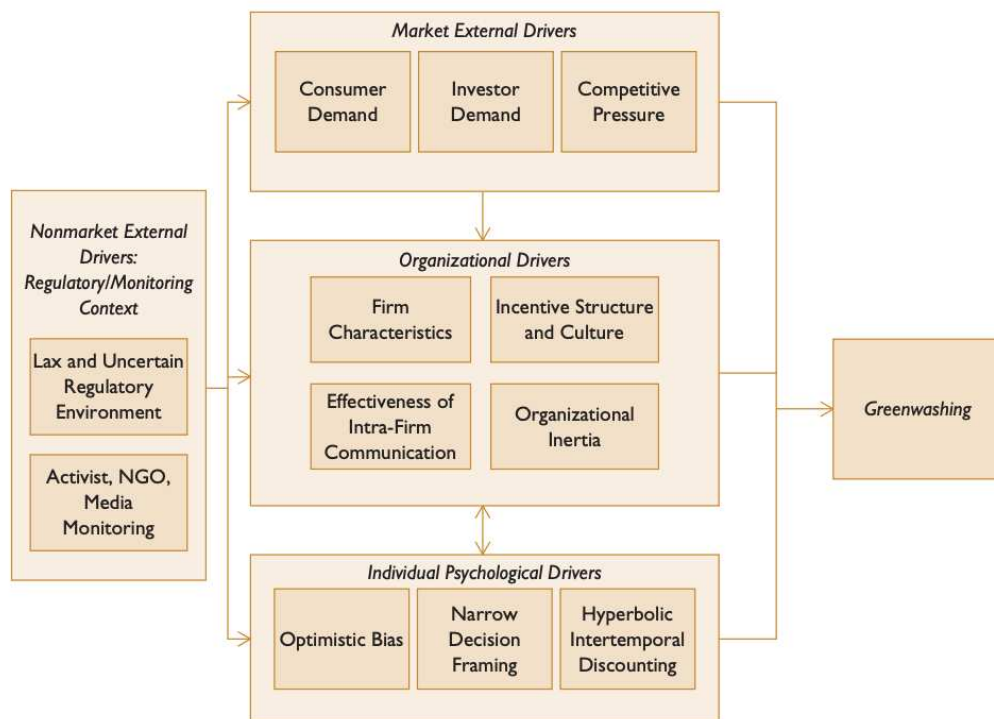 Market External Drivers
Consumer
Demand
Investor
Demand
Competitive
Pressure
Nonmarket External
Drivers:
Regulatory/Monitoring
Context
Lax and Uncertain
Regulatory
Environment
Activist, NGO,
Media
Monitoring
Organizational Drivers
Firm
Characteristics
Incentive Structure
and Culture
Effectiveness of
Intra-Firm
Communication
Organizational
Inertia
Individual Psychological Drivers
Optimistic Bias
Narrow
Decision
Framing
Hyperbolic
Intertemporal
Discounting
Greenwashing